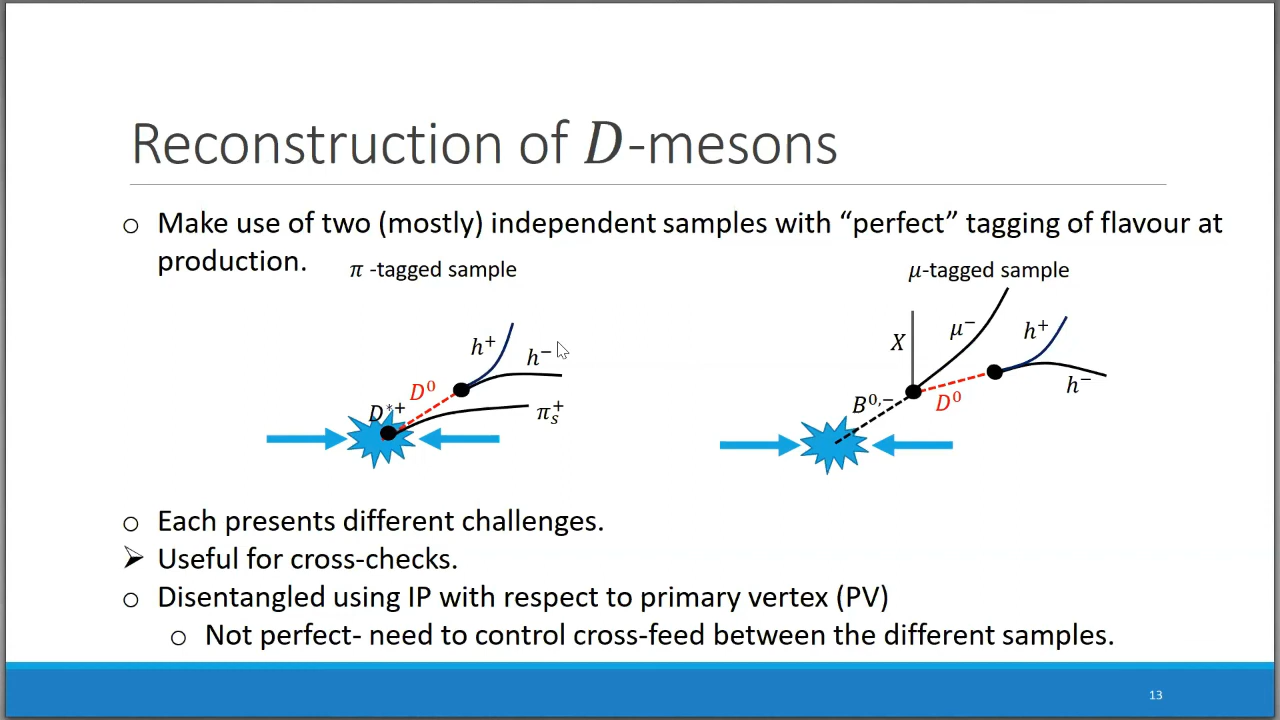 Reconstruction of D-mesons
○ Make use of two (mostly) independent samples with “perfect” tagging of flavour at
production.
π -tagged sample
μ-tagged sample
h⁺
h⁻
D⁰
D*⁺
πₛ⁺
X
μ⁻
h⁺
h⁻
B⁰,⁻
D⁰
○ Each presents different challenges.
➢ Useful for cross-checks.
○ Disentangled using IP with respect to primary vertex (PV)
○ Not perfect- need to control cross-feed between the different samples.
13